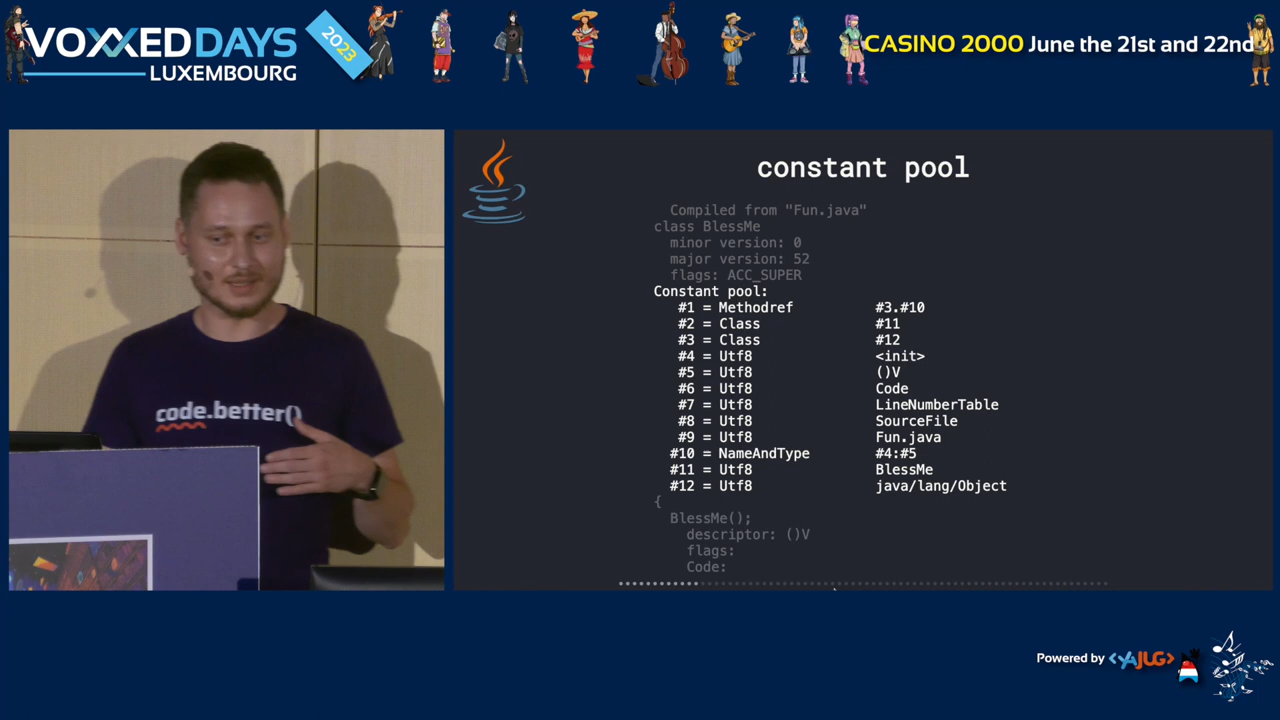 VOXXED DAYS
LUXEMBOURG
2023
CASINO 2000 June the 21st and 22nd
code.better()
constant pool
Compiled from "Fun.java"
class BlessMe
minor version: 0
major version: 52
flags: ACC_SUPER
Constant pool:
#1 = Methodref #3.#10
#2 = Class #11
#3 = Class #12
#4 = Utf8 <init>
#5 = Utf8 ()V
#6 = Utf8 Code
#7 = Utf8 LineNumberTable
#8 = Utf8 SourceFile
#9 = Utf8 Fun.java
#10 = NameAndType #4:#5
#11 = Utf8 BlessMe
#12 = Utf8 java/lang/Object
{
BlessMe();
descriptor: ()V
flags:
Code:
Powered by <YAJUG>